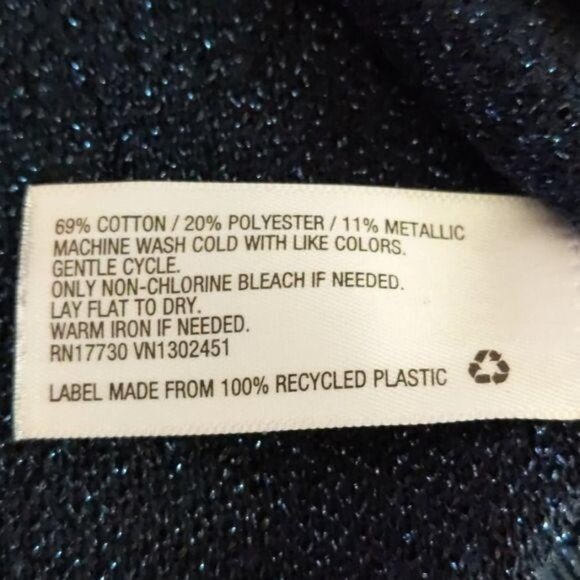 69% COTTON / 20% POLYESTER / 11% METALLIC
MACHINE WASH COLD WITH LIKE COLORS.
GENTLE CYCLE.
ONLY NON-CHLORINE BLEACH IF NEEDED.
LAY FLAT TO DRY.
WARM IRON IF NEEDED.
RN17730 VN1302451
LABEL MADE FROM 100% RECYCLED PLASTIC